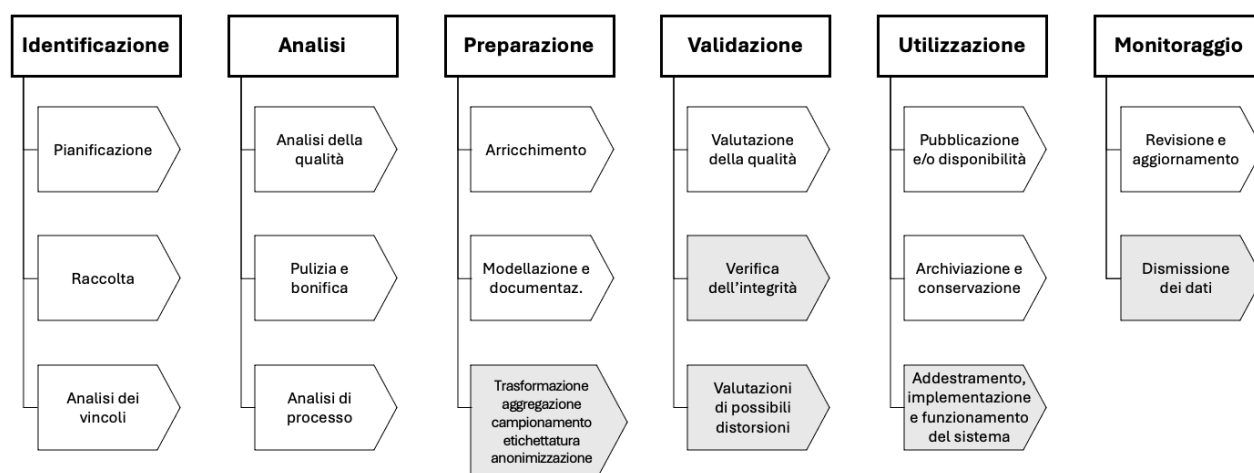 Identificazione
Pianificazione
Raccolta
Analisi dei
vincoli
Analisi
Analisi della
qualità
Pulizia e
bonifica
Analisi di
processo
Preparazione
Arricchimento
Modellazione e
documentaz.
Trasformazione
aggregazione
campionamento
etichettatura
anonimizzazione
Validazione
Valutazione
della qualità
Verifica
dell'integrità
Valutazioni
di possibili
distorsioni
Utilizzazione
Pubblicazione
e/o disponibilità
Archiviazione e
conservazione
Addestramento,
implementazione
e funzionamento
del sistema
Monitoraggio
Revisione e
aggiornamento
Dismissione
dei dati